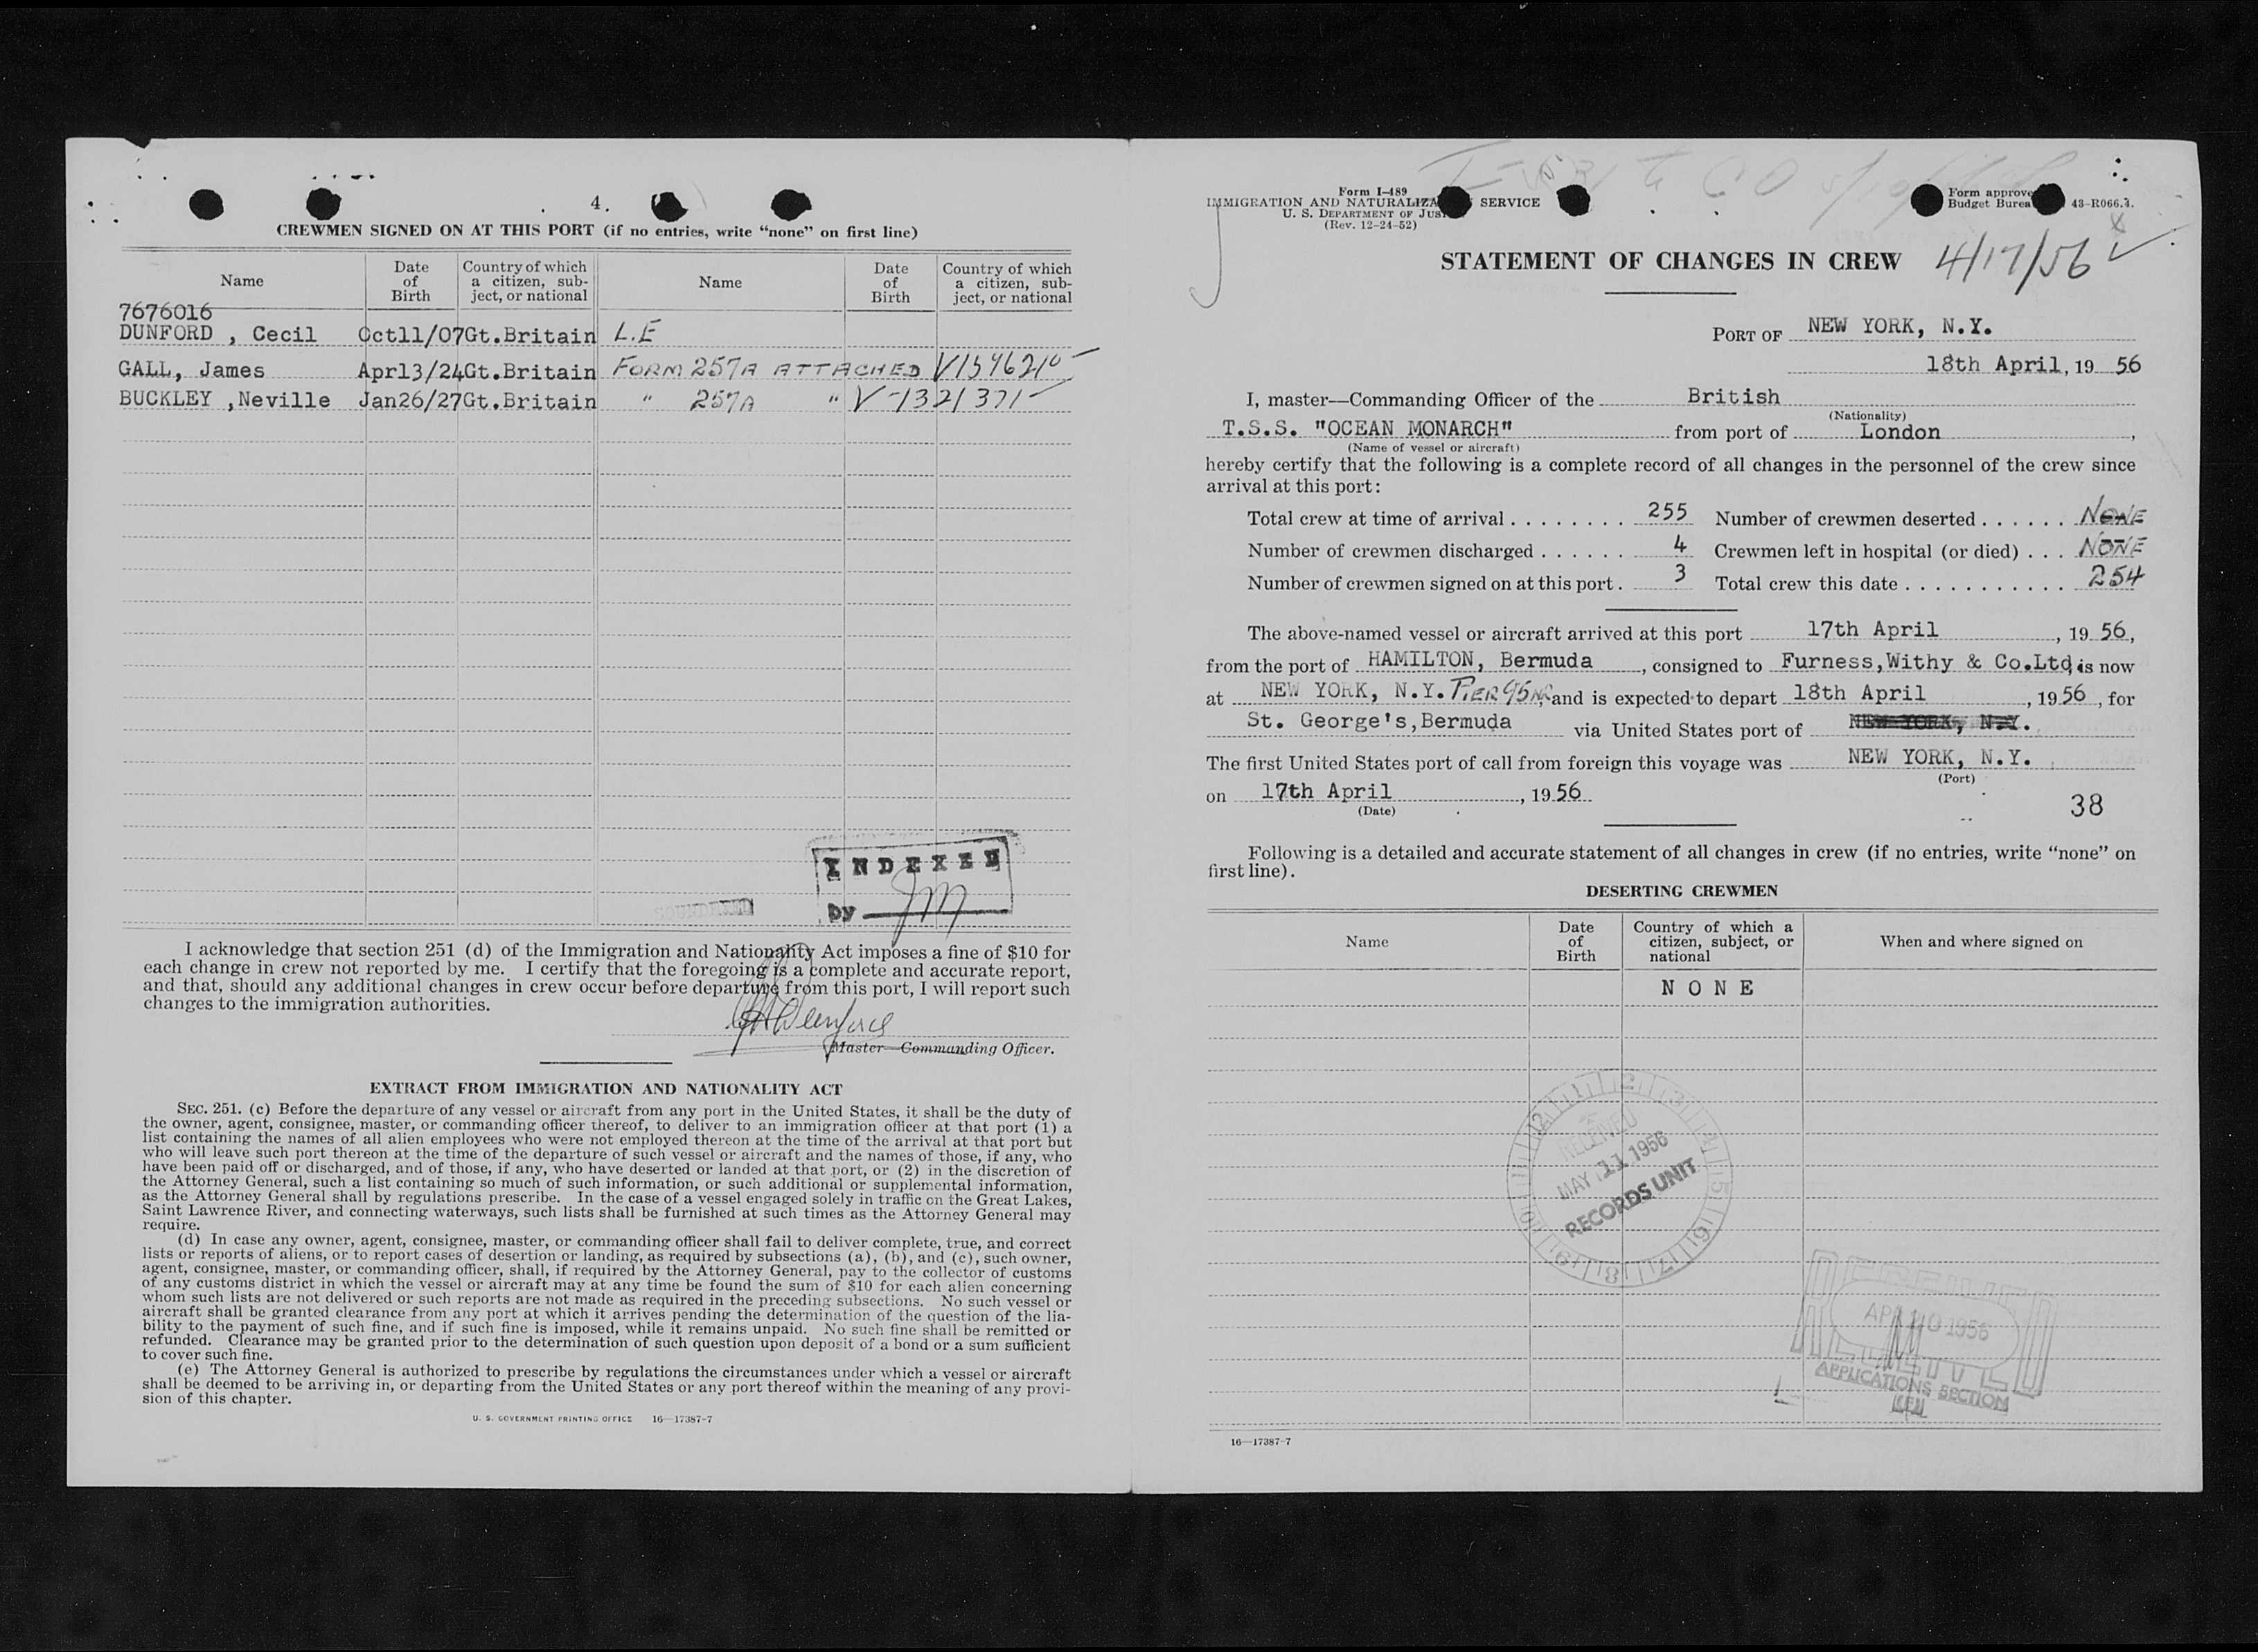 4.
CREWMEN SIGNED ON AT THIS PORT (if no entries, write "none" on first line)
Name Date of Birth Country of which a citizen, subject, or national Name Date of Birth Country of which a citizen, subject, or national
7676016
DUNFORD , Cecil Oct11/07 Gt.Britain L.E
GALL, James Apr13/24 Gt.Britain FORM 257A ATTACHED V1546210
BUCKLEY ,Neville Jan26/27 Gt.Britain " 257A " V-1321371
INDEXED
by JM
I acknowledge that section 251 (d) of the Immigration and Nationality Act imposes a fine of $10 for
each change in crew not reported by me. I certify that the foregoing is a complete and accurate report,
and that, should any additional changes in crew occur before departure from this port, I will report such
changes to the immigration authorities.
Master—Commanding Officer.
EXTRACT FROM IMMIGRATION AND NATIONALITY ACT
SEC. 251. (c) Before the departure of any vessel or aircraft from any port in the United States, it shall be the duty of
the owner, agent, consignee, master, or commanding officer thereof, to deliver to an immigration officer at that port (1) a
list containing the names of all alien employees who were not employed thereon at the time of the arrival at that port but
who will leave such port thereon at the time of the departure of such vessel or aircraft and the names of those, if any, who
have been paid off or discharged, and of those, if any, who have deserted or landed at that port, or (2) in the discretion of
the Attorney General, such a list containing so much of such information, or such additional or supplemental information,
as the Attorney General shall by regulations prescribe. In the case of a vessel engaged solely in traffic on the Great Lakes,
Saint Lawrence River, and connecting waterways, such lists shall be furnished at such times as the Attorney General may
require.
(d) In case any owner, agent, consignee, master, or commanding officer shall fail to deliver complete, true, and correct
lists or reports of aliens, or to report cases of desertion or landing, as required by subsections (a), (b), and (c), such owner,
agent, consignee, master, or commanding officer, shall, if required by the Attorney General, pay to the collector of customs
of any customs district in which the vessel or aircraft may at any time be found the sum of $10 for each alien concerning
whom such lists are not delivered or such reports are not made as required in the preceding subsections. No such vessel or
aircraft shall be granted clearance from any port at which it arrives pending the determination of the question of the lia-
bility to the payment of such fine, and if such fine is imposed, while it remains unpaid. No such fine shall be remitted or
refunded. Clearance may be granted prior to the determination of such question upon deposit of a bond or a sum sufficient
to cover such fine.
(e) The Attorney General is authorized to prescribe by regulations the circumstances under which a vessel or aircraft
shall be deemed to be arriving in, or departing from the United States or any port thereof within the meaning of any provi-
sion of this chapter.
U. S. GOVERNMENT PRINTING OFFICE 16—17387-7
Form I-489
IMMIGRATION AND NATURALIZA SERVICE
U. S. DEPARTMENT OF JUS
(Rev. 12-24-52)
Form approve
Budget Burea 43-R066.4.
STATEMENT OF CHANGES IN CREW 4/17/56
PORT OF NEW YORK, N.Y.
18th April, 19 56
I, master—Commanding Officer of the British
(Nationality)
T.S.S. "OCEAN MONARCH" from port of London ,
(Name of vessel or aircraft)
hereby certify that the following is a complete record of all changes in the personnel of the crew since
arrival at this port:
Total crew at time of arrival . . . . . . . . 255 Number of crewmen deserted . . . . . . NONE
Number of crewmen discharged . . . . . . 4 Crewmen left in hospital (or died) . . . NONE
Number of crewmen signed on at this port . 3 Total crew this date . . . . . . . . . . . 254
The above-named vessel or aircraft arrived at this port 17th April , 19 56,
from the port of HAMILTON, Bermuda , consigned to Furness,Withy & Co.Ltd, is now
at NEW YORK, N.Y. PIER 95 NR, and is expected to depart 18th April , 19 56 , for
St. George's,Bermuda via United States port of NEW YORK, N.Y.
The first United States port of call from foreign this voyage was NEW YORK, N.Y.
(Port)
on 17th April , 19 56
(Date)
38
Following is a detailed and accurate statement of all changes in crew (if no entries, write "none" on
first line).
DESERTING CREWMEN
Name Date of Birth Country of which a citizen, subject, or national When and where signed on
N O N E
RECEIVED
MAY 11 1956
RECORDS UNIT
RECEIVED
1956
APPLICATIONS SECTION
16—17387-7